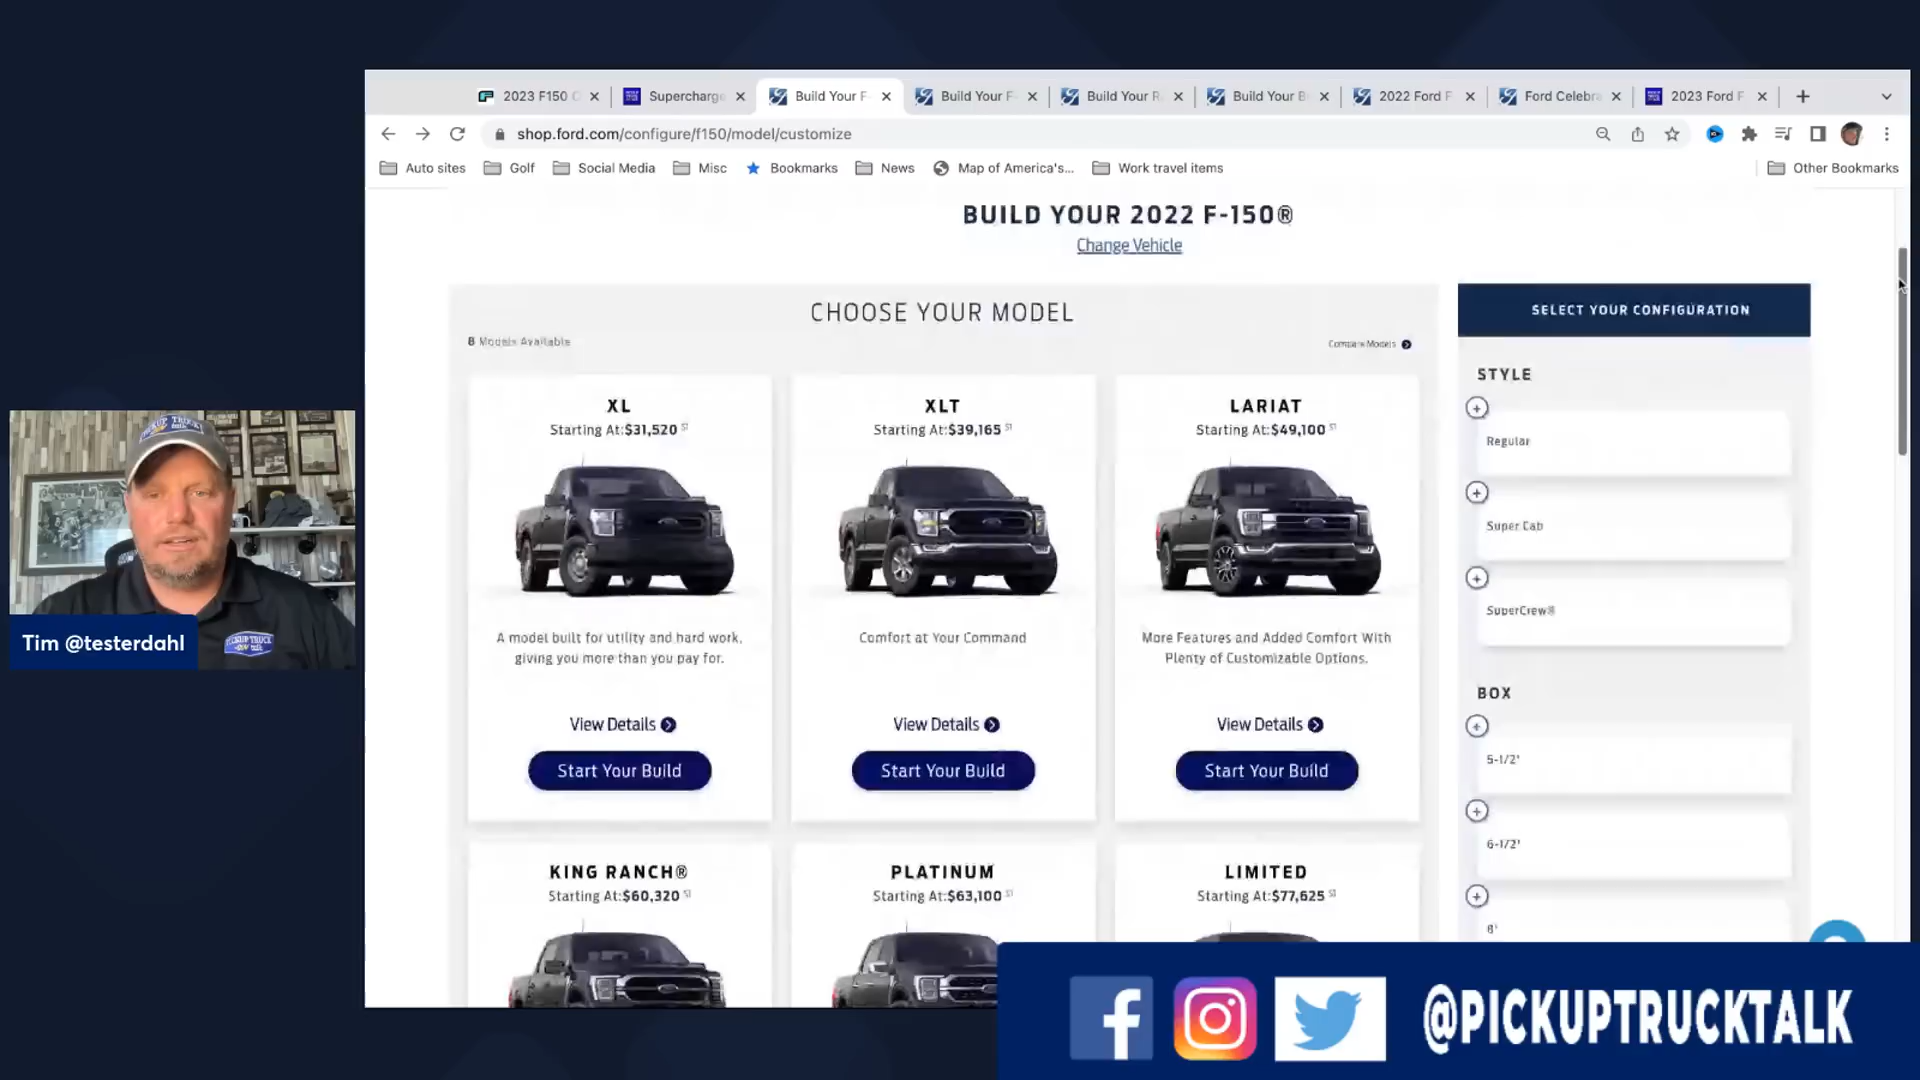 2023 F150 O
Supercharge
Build Your F
Build Your F
Build Your R
Build Your B
2022 Ford F
Ford Celebra
2023 Ford F
shop.ford.com/configure/f150/model/customize
Auto sites
Golf
Social Media
Misc
Bookmarks
News
Map of America's...
Work travel items
Other Bookmarks
BUILD YOUR 2022 F-150®
Change Vehicle
CHOOSE YOUR MODEL
8 Models Available
Compare Models
XL
Starting At:$31,520
A model built for utility and hard work,
giving you more than you pay for.
View Details
Start Your Build
XLT
Starting At:$39,165
Comfort at Your Command
View Details
Start Your Build
LARIAT
Starting At:$49,100
More Features and Added Comfort With
Plenty of Customizable Options.
View Details
Start Your Build
KING RANCH®
Starting At:$60,320
PLATINUM
Starting At:$63,100
LIMITED
Starting At:$77,625
SELECT YOUR CONFIGURATION
STYLE
Regular
Super Cab
SuperCrew®
BOX
5-1/2'
6-1/2'
8'
PICKUP TRUCK
talk
PICKUP TRUCK
talk
Tim @testerdahl
@PICKUPTRUCKTALK